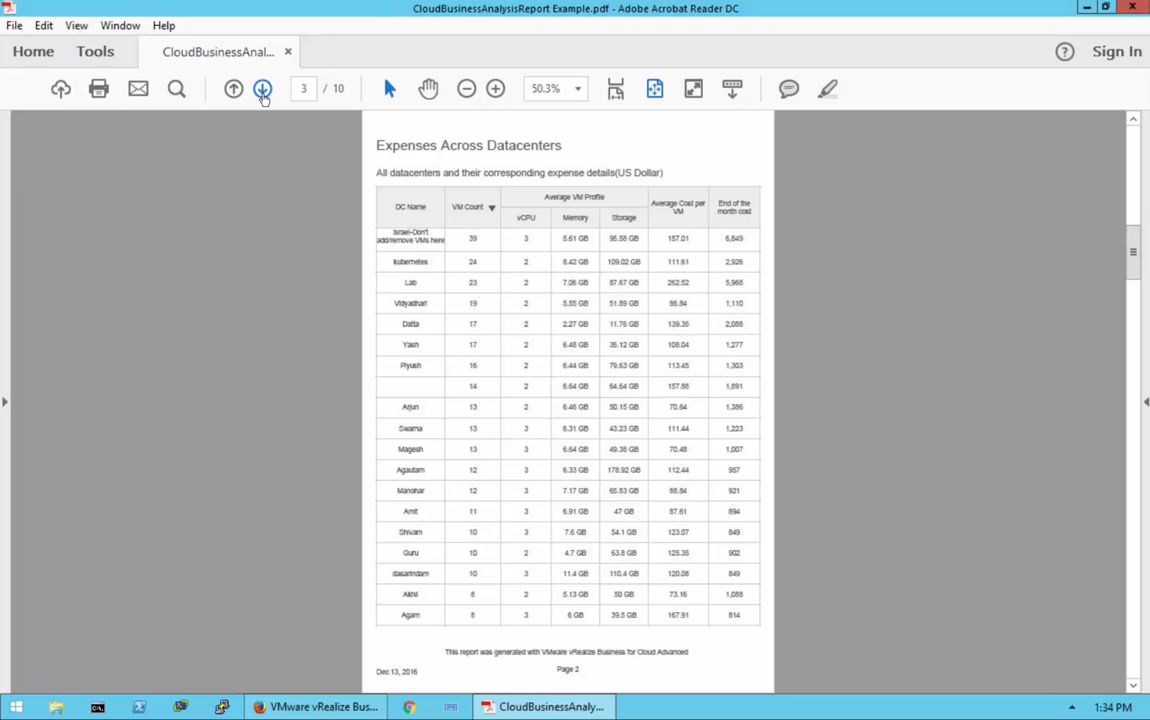 CloudBusinessAnalysisReport Example.pdf - Adobe Acrobat Reader DC
File Edit View Window Help
Home Tools CloudBusinessAnal... × ? Sign In
3 / 10 50.3%
Expenses Across Datacenters
All datacenters and their corresponding expense details(US Dollar)
DC Name VM Count Average VM Profile Average Cost per VM End of the month cost
vCPU Memory Storage
Israel-Don't add/remove VMs here 39 3 5.61 GB 95.58 GB 157.01 6,849
kubernetes 24 2 8.42 GB 109.02 GB 111.61 2,926
Lab 23 2 7.06 GB 87.67 GB 262.52 5,968
Vidyadhari 19 2 5.55 GB 51.89 GB 86.84 1,110
Datta 17 2 2.27 GB 11.76 GB 139.35 2,088
Yash 17 2 6.48 GB 35.12 GB 108.04 1,277
Piyush 16 2 6.44 GB 79.63 GB 113.45 1,303
14 2 6.64 GB 64.64 GB 157.88 1,891
Arjun 13 2 6.46 GB 50.15 GB 70.64 1,386
Swarna 13 3 6.31 GB 43.23 GB 111.44 1,223
Magesh 13 3 6.64 GB 49.38 GB 70.48 1,007
Agautam 12 3 6.33 GB 178.92 GB 112.44 957
Manohar 12 3 7.17 GB 65.83 GB 88.84 921
Amit 11 3 6.91 GB 47 GB 87.61 894
Shivam 10 3 7.6 GB 54.1 GB 123.07 849
Guru 10 2 4.7 GB 63.8 GB 125.35 902
dasarindam 10 3 11.4 GB 110.4 GB 120.08 849
Akhil 8 2 5.13 GB 50 GB 73.16 1,088
Agam 8 3 6 GB 39.5 GB 167.91 814
This report was generated with VMware vRealize Business for Cloud Advanced
Dec 13, 2016 Page 2
VMware vRealize Bus... CloudBusinessAnaly... 1:34 PM